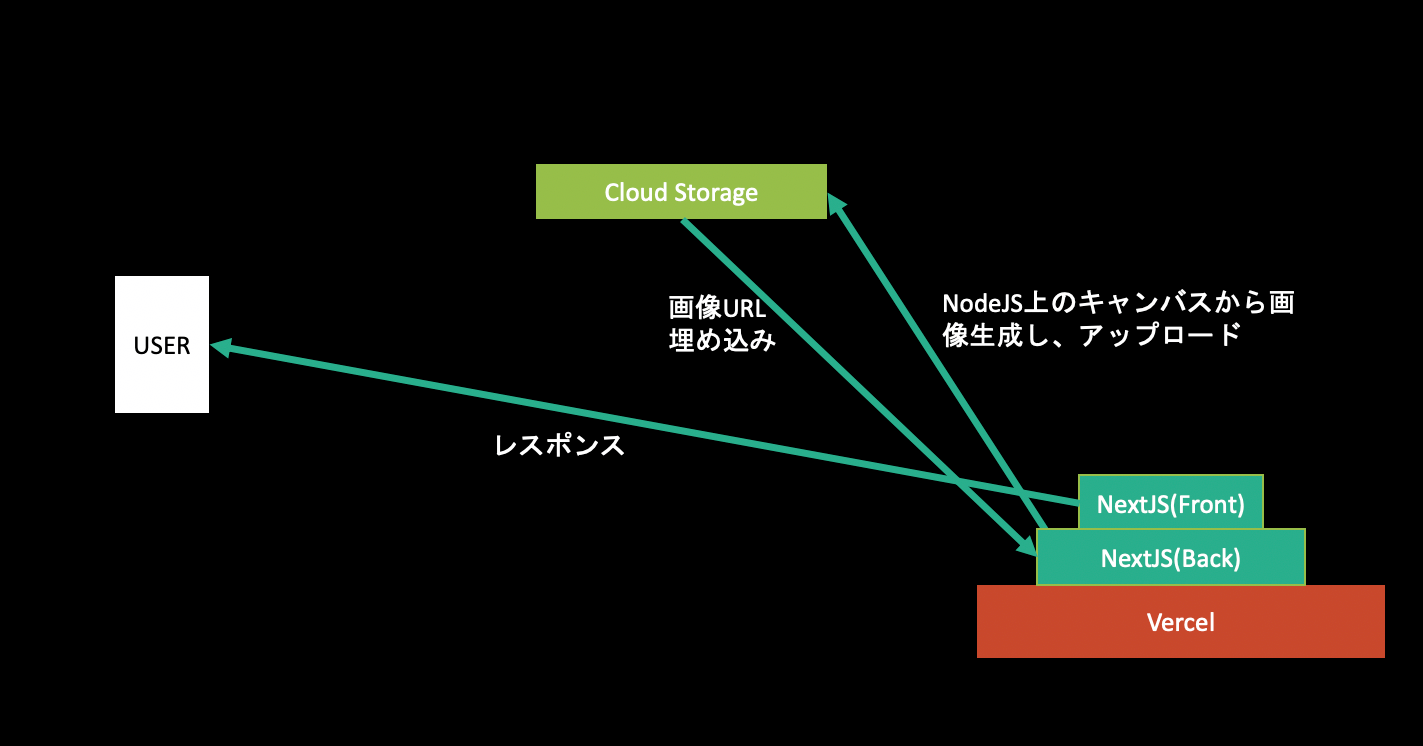 Cloud Storage
USER
画像URL
埋め込み
NodeJS上のキャンバスから画
像生成し、アップロード
レスポンス
NextJS(Front)
NextJS(Back)
Vercel